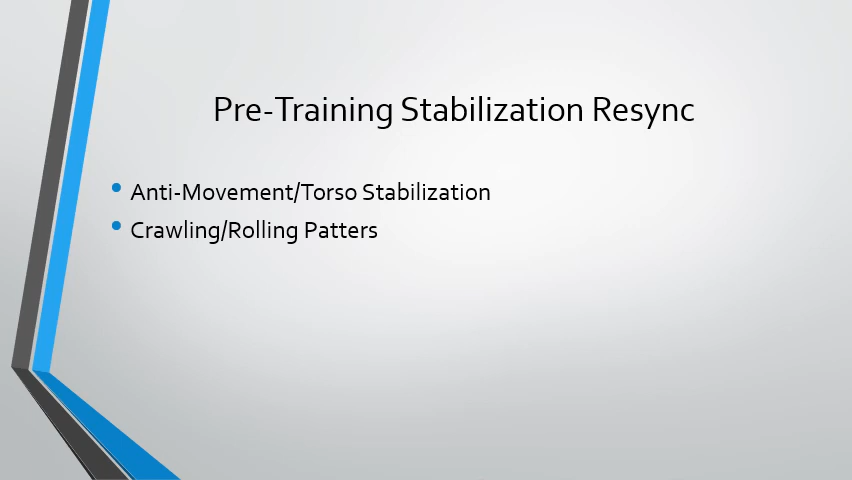 Pre-Training Stabilization Resync
Anti-Movement/Torso Stabilization
Crawling/Rolling Patters